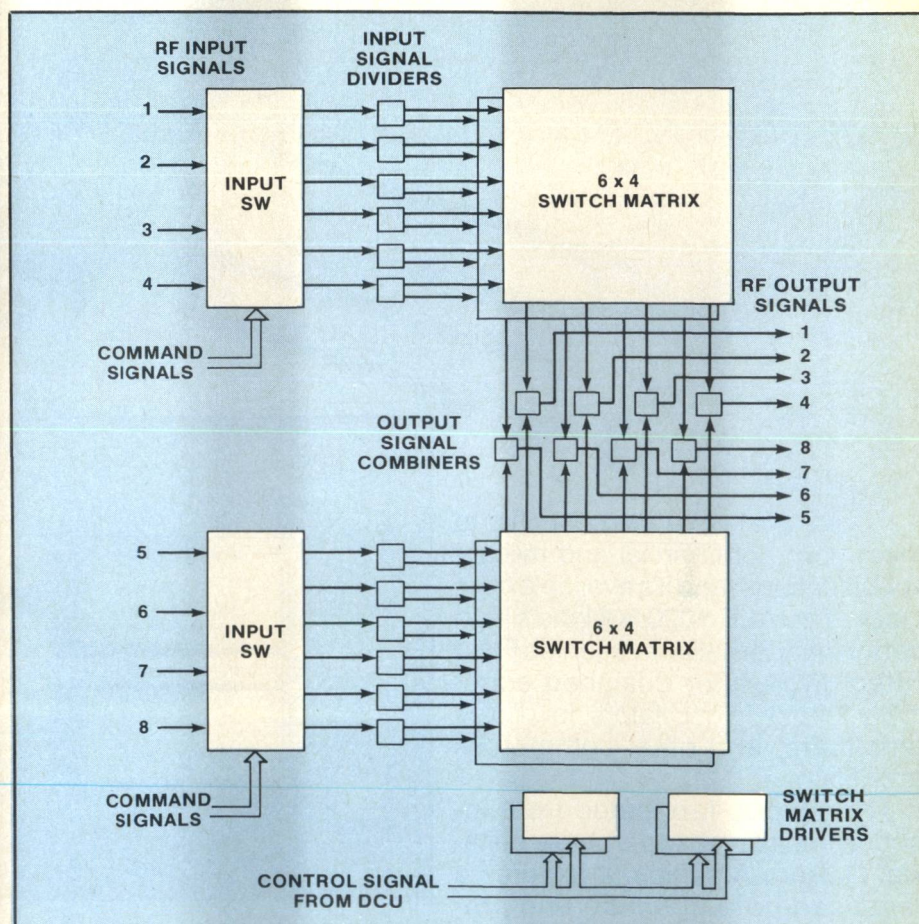 RF INPUT
SIGNALS
INPUT
SIGNAL
DIVIDERS
1
2
3
4
INPUT
SW
6 x 4
SWITCH MATRIX
COMMAND
SIGNALS
RF OUTPUT
SIGNALS
1
2
3
4
8
7
6
5
OUTPUT
SIGNAL
COMBINERS
5
6
7
8
INPUT
SW
6 x 4
SWITCH MATRIX
COMMAND
SIGNALS
SWITCH
MATRIX
DRIVERS
CONTROL SIGNAL
FROM DCU